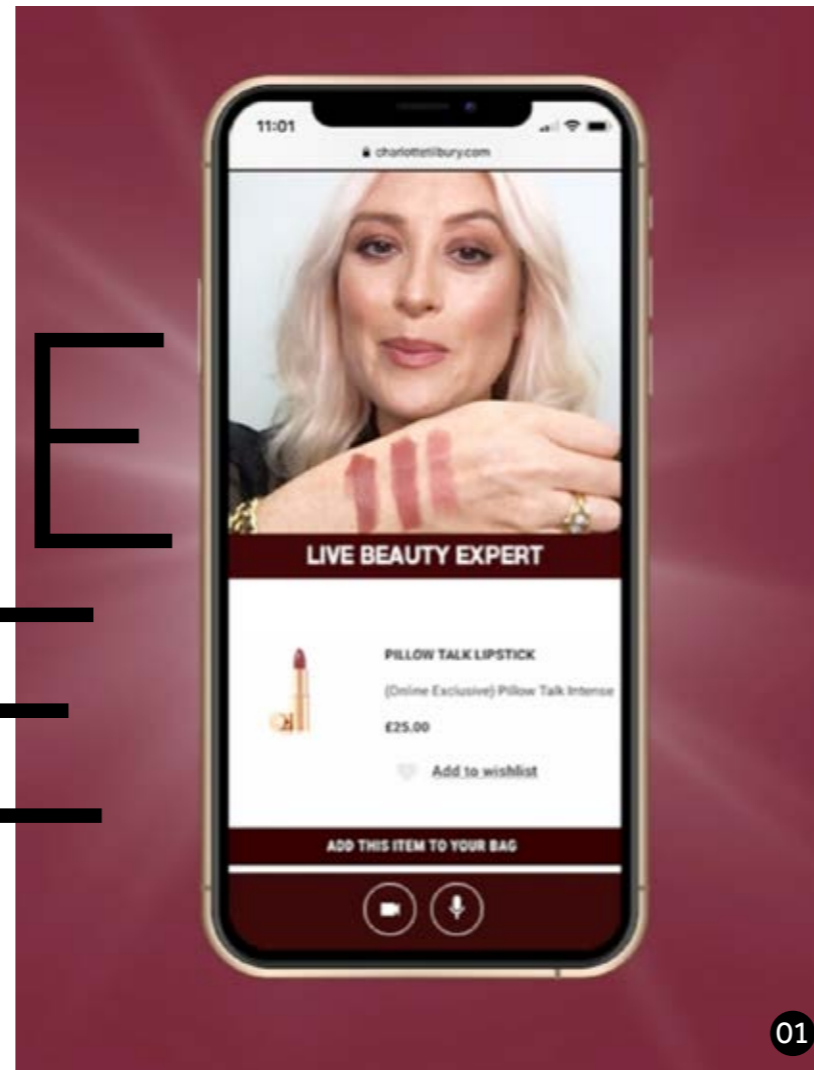 11:01
charlottetilbury.com
E
LIVE BEAUTY EXPERT
PILLOW TALK LIPSTICK
(Online Exclusive) Pillow Talk Intense
£25.00
Add to wishlist
ADD THIS ITEM TO YOUR BAG
E
01